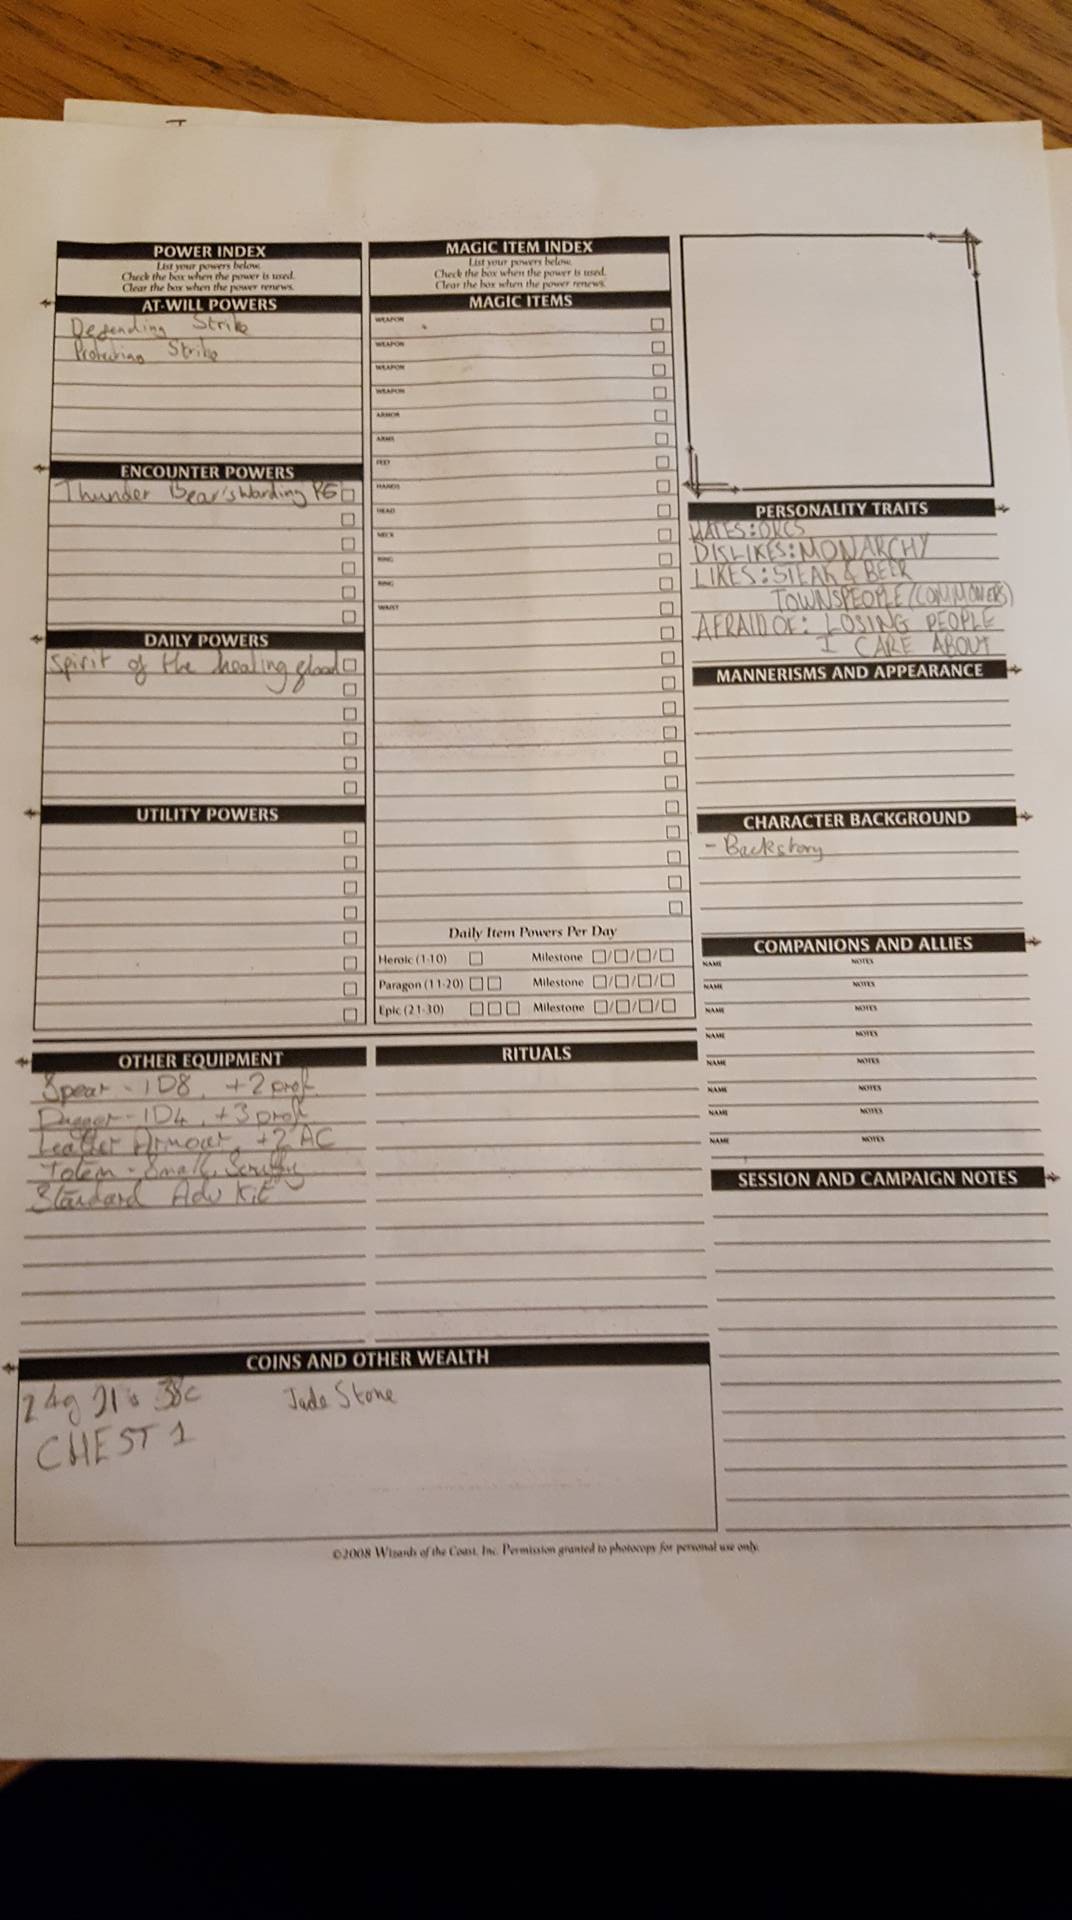 POWER INDEX
List your powers below.
Check the box when the power is used.
Clear the box when the power renews.
AT-WILL POWERS
Defending Strike
Protecting Strike
ENCOUNTER POWERS
Thunder Bear's Warding PG
DAILY POWERS
Spirit of the healing flood
UTILITY POWERS
MAGIC ITEM INDEX
List your powers below.
Check the box when the power is used.
Clear the box when the power renews.
MAGIC ITEMS
WEAPON
WEAPON
WEAPON
WEAPON
ARMOR
ARMS
FEET
HANDS
HEAD
NECK
RING
RING
WAIST
Daily Item Powers Per Day
Heroic (1-10) Milestone / / /
Paragon (11-20) Milestone / / /
Epic (21-30) Milestone / / /
PERSONALITY TRAITS
HATES: ORCS
DISLIKES: MONARCHY
LIKES: STEAK & BEER
TOWNSPEOPLE (COMMONERS)
AFRAID OF: LOSING PEOPLE
I CARE ABOUT
MANNERISMS AND APPEARANCE
CHARACTER BACKGROUND
- Backstory
COMPANIONS AND ALLIES
NAME NOTES
NAME NOTES
NAME NOTES
NAME NOTES
NAME NOTES
NAME NOTES
NAME NOTES
NAME NOTES
OTHER EQUIPMENT
Spear - 1D8, +2 prof
Dagger - 1D4, +3 prof
Leather Armour, +2 AC
Totem - Small, Scruffy
Standard Adv Kit
RITUALS
SESSION AND CAMPAIGN NOTES
COINS AND OTHER WEALTH
24g 21s 38c Jade Stone
CHEST 1
©2008 Wizards of the Coast, Inc. Permission granted to photocopy for personal use only.